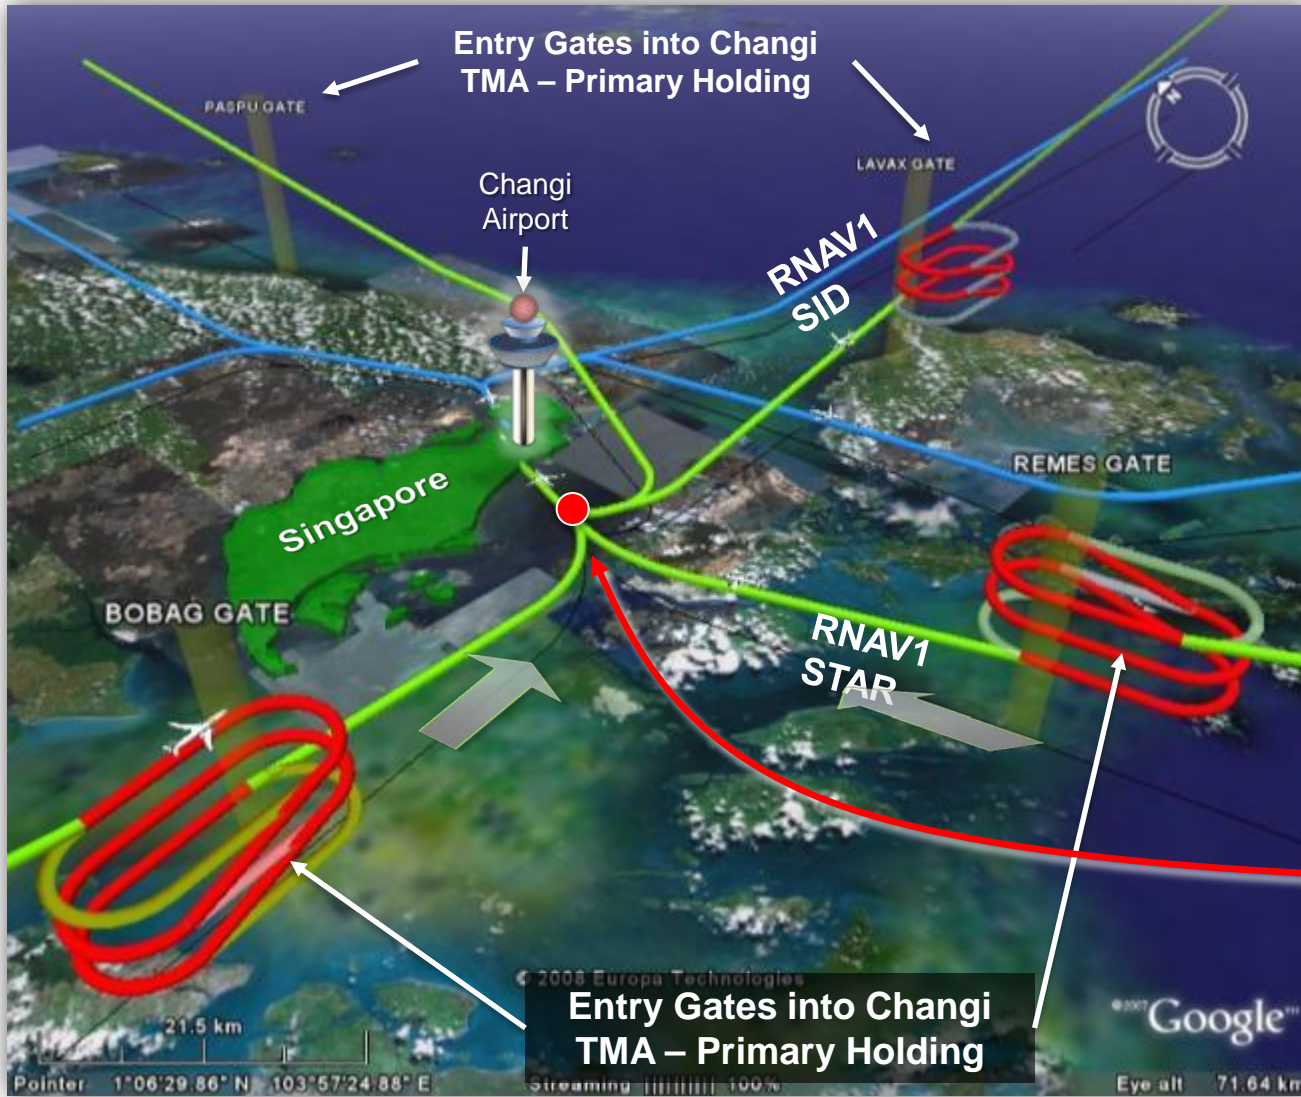 Entry Gates into Changi
TMA – Primary Holding
PASPU GATE
LAVAX GATE
N
Changi
Airport
RNAV1
SID
REMES GATE
Singapore
BOBAG GATE
RNAV1
STAR
© 2008 Europa Technologies
Entry Gates into Changi
TMA – Primary Holding
©2007 Google™
21.5 km
Pointer 1°06'29.86" N 103°57'24.88" E
Streaming 100%
Eye alt 71.64 km